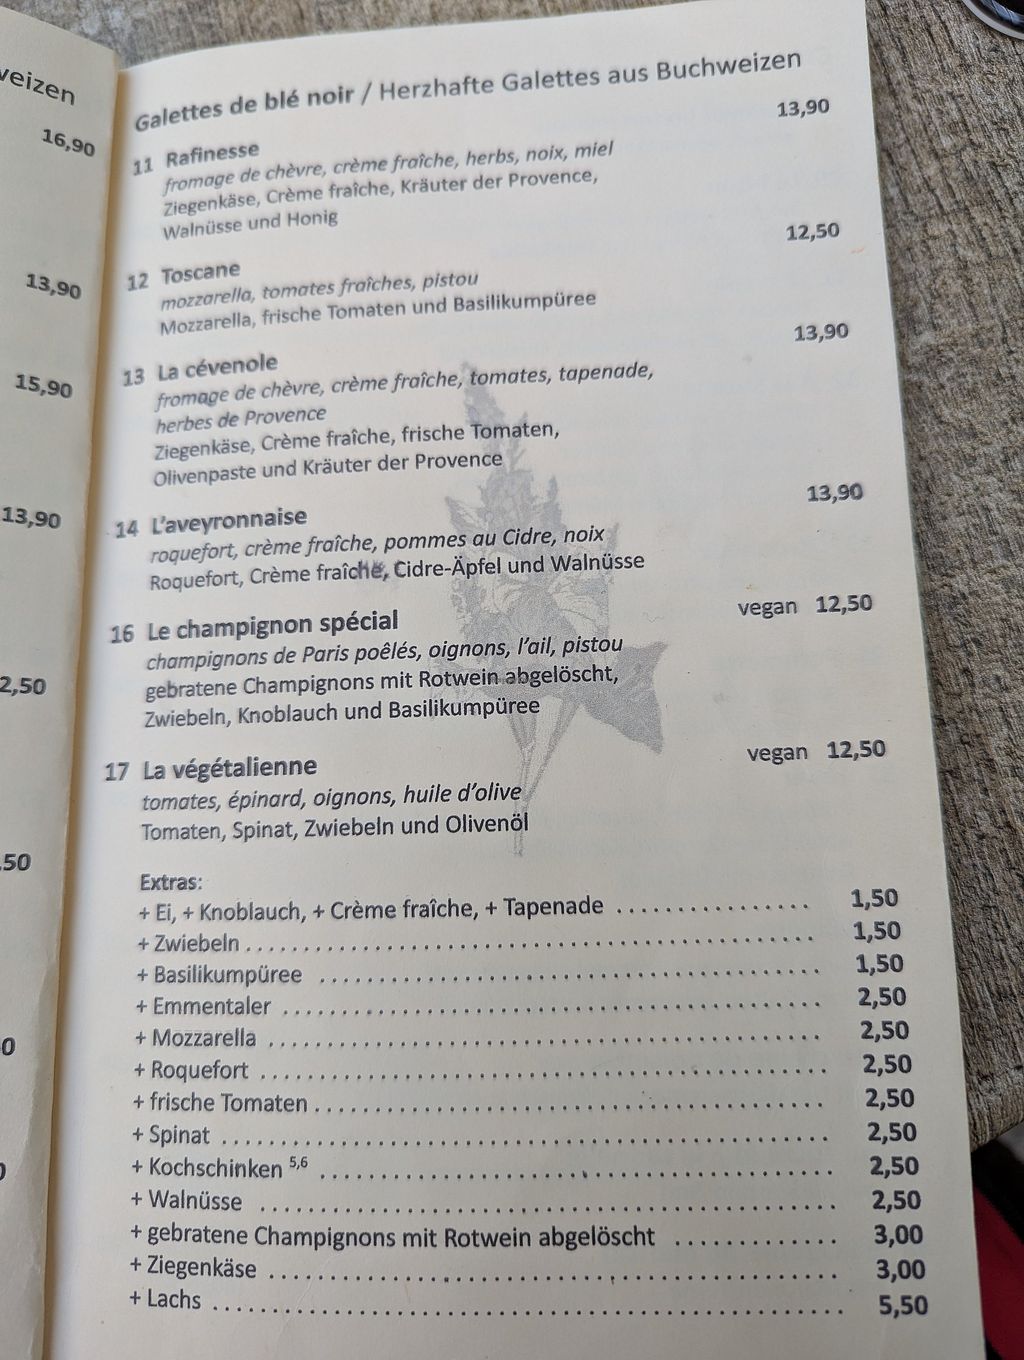 weizen
16,90
13,90
15,90
13,90
2,50
,50
0
Galettes de blé noir / Herzhafte Galettes aus Buchweizen
11 Rafinesse 13,90
fromage de chèvre, crème fraîche, herbs, noix, miel
Ziegenkäse, Crème fraîche, Kräuter der Provence,
Walnüsse und Honig
12 Toscane 12,50
mozzarella, tomates fraîches, pistou
Mozzarella, frische Tomaten und Basilikumpüree
13 La cévenole 13,90
fromage de chèvre, crème fraîche, tomates, tapenade,
herbes de Provence
Ziegenkäse, Crème fraîche, frische Tomaten,
Olivenpaste und Kräuter der Provence
14 L'aveyronnaise 13,90
roquefort, crème fraîche, pommes au Cidre, noix
Roquefort, Crème fraîche, Cidre-Äpfel und Walnüsse
16 Le champignon spécial vegan 12,50
champignons de Paris poêlés, oignons, l'ail, pistou
gebratene Champignons mit Rotwein abgelöscht,
Zwiebeln, Knoblauch und Basilikumpüree
17 La végétalienne vegan 12,50
tomates, épinard, oignons, huile d'olive
Tomaten, Spinat, Zwiebeln und Olivenöl
Extras:
+ Ei, + Knoblauch, + Crème fraîche, + Tapenade ................ 1,50
+ Zwiebeln ................ 1,50
+ Basilikumpüree ................ 1,50
+ Emmentaler ................ 2,50
+ Mozzarella ................ 2,50
+ Roquefort ................ 2,50
+ frische Tomaten ................ 2,50
+ Spinat ................ 2,50
+ Kochschinken 5,6 ................ 2,50
+ Walnüsse ................ 2,50
+ gebratene Champignons mit Rotwein abgelöscht ............. 3,00
+ Ziegenkäse ................ 3,00
+ Lachs ................ 5,50